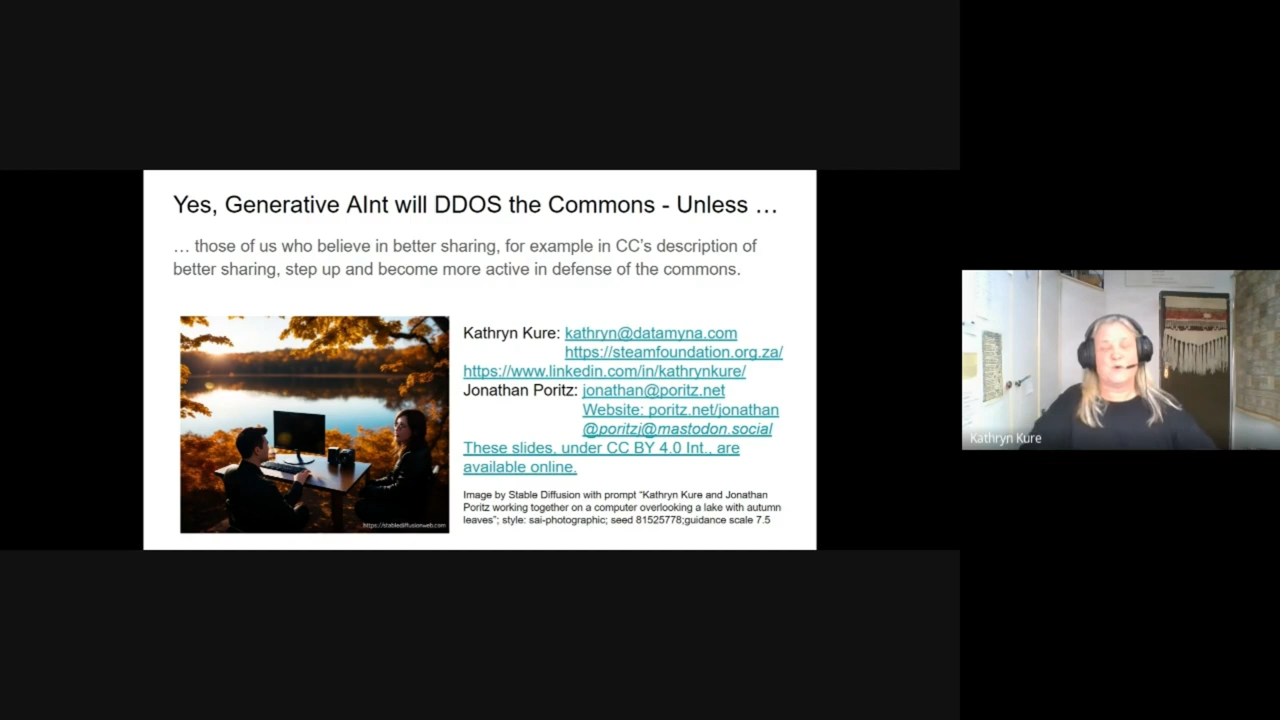 Yes, Generative AInt will DDOS the Commons - Unless …
… those of us who believe in better sharing, for example in CC's description of
better sharing, step up and become more active in defense of the commons.
Kathryn Kure: kathryn@datamyna.com
https://steamfoundation.org.za/
https://www.linkedin.com/in/kathrynkure/
Jonathan Poritz: jonathan@poritz.net
Website: poritz.net/jonathan
@poritzj@mastodon.social
These slides, under CC BY 4.0 Int., are
available online.
Image by Stable Diffusion with prompt “Kathryn Kure and Jonathan
Poritz working together on a computer overlooking a lake with autumn
leaves”; style: sai-photographic; seed 81525778;guidance scale 7.5
https://stablediffusionweb.com
Kathryn Kure